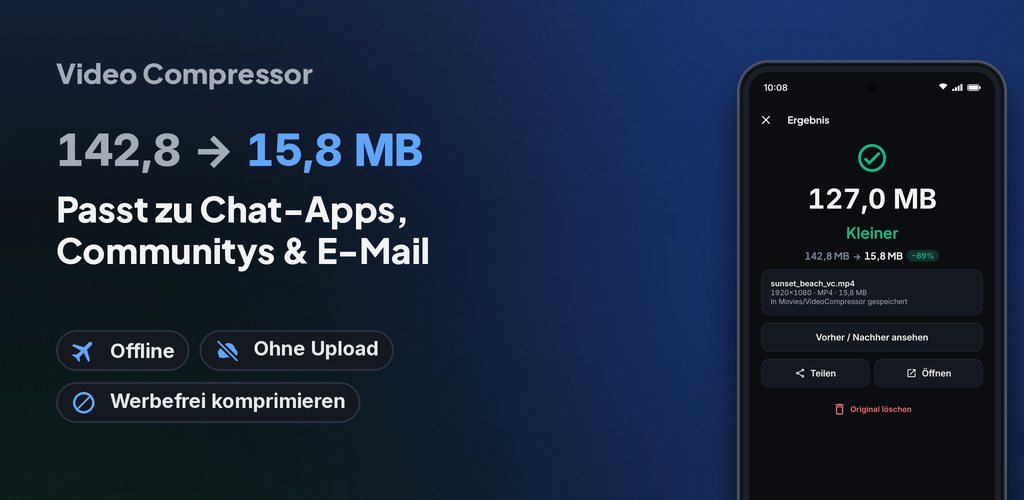 Video Compressor
142,8 → 15,8 MB
Passt zu Chat-Apps,
Communitys & E-Mail
Offline
Ohne Upload
Werbefrei komprimieren
10:08
Ergebnis
127,0 MB
Kleiner
142,8 MB → 15,8 MB −89%
sunset_beach_vc.mp4
1920×1080 · MP4 · 15,8 MB
In Movies/VideoCompressor gespeichert
Vorher / Nachher ansehen
Teilen
Öffnen
Original löschen